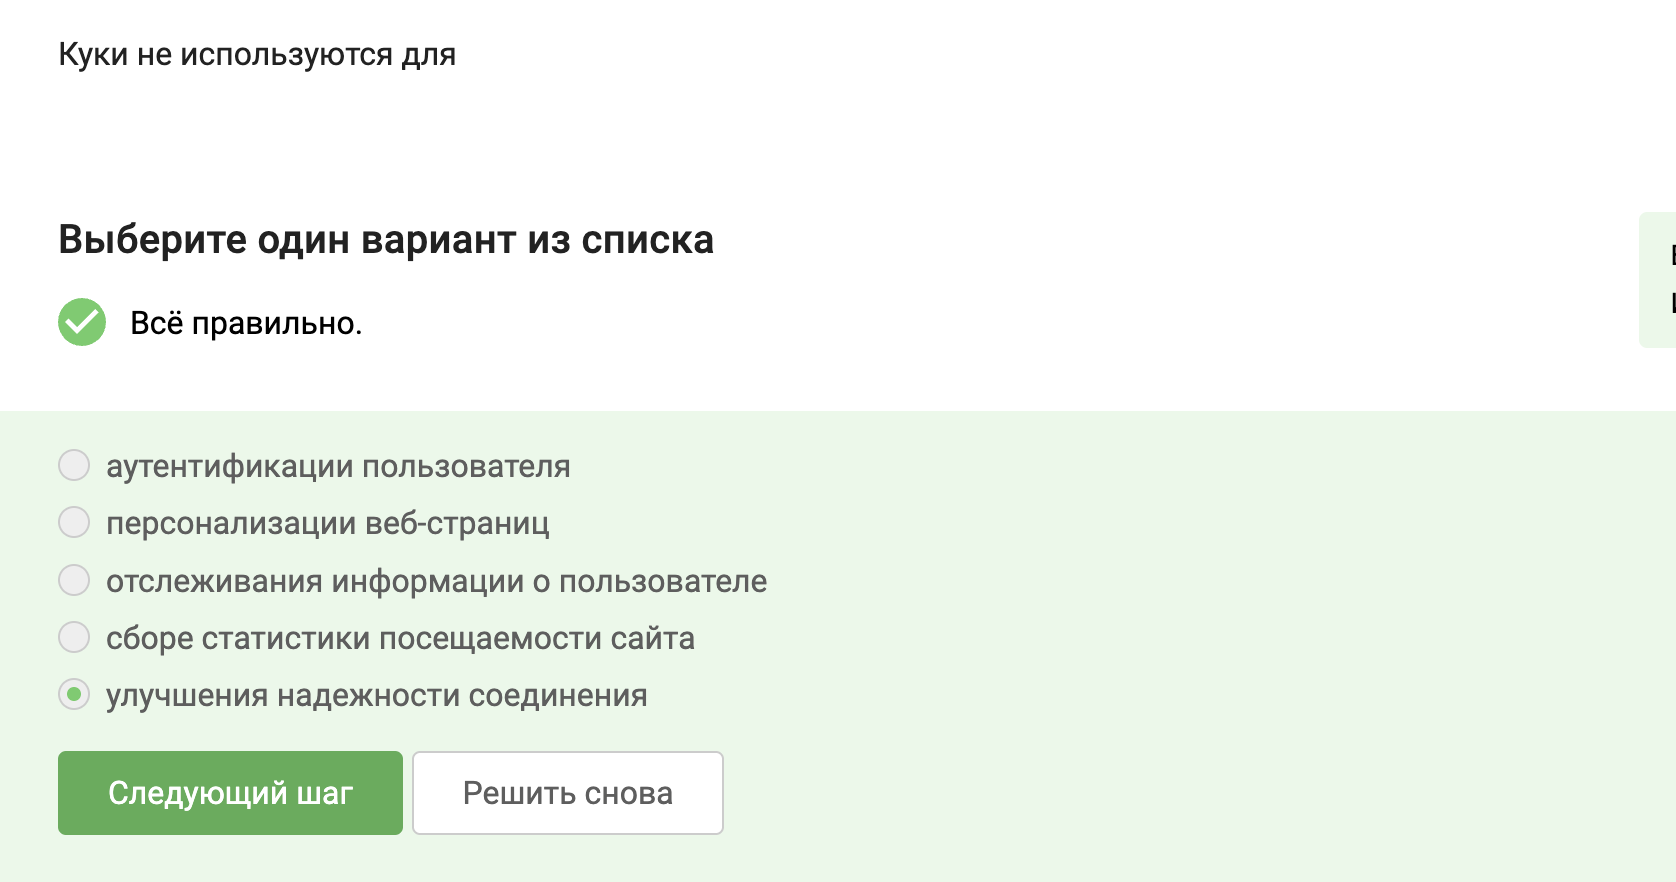 Куки не используются для
Выберите один вариант из списка
Всё правильно.
аутентификации пользователя
персонализации веб-страниц
отслеживания информации о пользователе
сборе статистики посещаемости сайта
улучшения надежности соединения
Следующий шаг
Решить снова